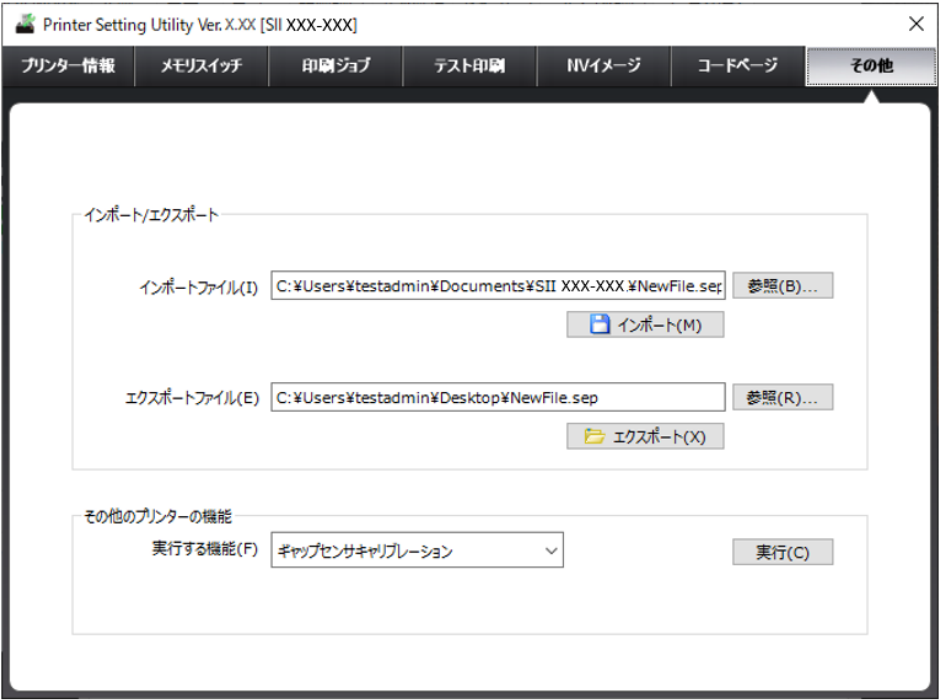 Printer Setting Utility Ver. X.XX [SII XXX-XXX]
プリンター情報 メモリスイッチ 印刷ジョブ テスト印刷 NVイメージ コードページ その他
インポート/エクスポート
インポートファイル(I) C:¥Users¥testadmin¥Documents¥SII XXX-XXX.¥NewFile.sep 参照(B)...
インポート(M)
エクスポートファイル(E) C:¥Users¥testadmin¥Desktop¥NewFile.sep 参照(R)...
エクスポート(X)
その他のプリンターの機能
実行する機能(F) ギャップセンサキャリブレーション 実行(C)